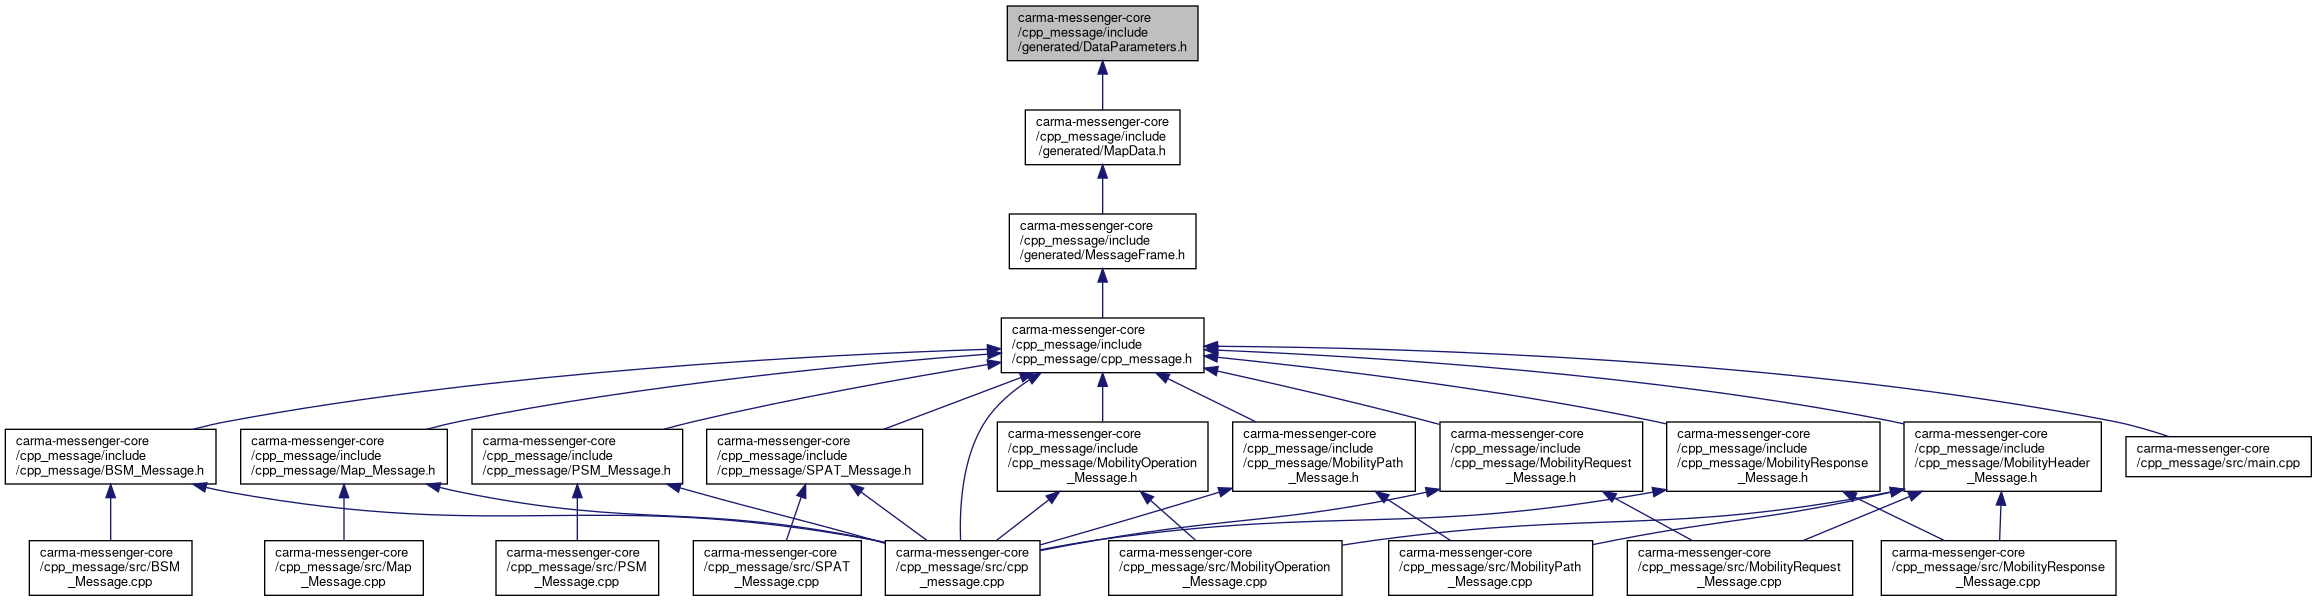 carma-messenger-core
/cpp_message/include
/generated/DataParameters.h
carma-messenger-core
/cpp_message/include
/generated/MapData.h
carma-messenger-core
/cpp_message/include
/generated/MessageFrame.h
carma-messenger-core
/cpp_message/include
/cpp_message/cpp_message.h
carma-messenger-core
/cpp_message/include
/cpp_message/BSM_Message.h
carma-messenger-core
/cpp_message/include
/cpp_message/Map_Message.h
carma-messenger-core
/cpp_message/include
/cpp_message/PSM_Message.h
carma-messenger-core
/cpp_message/include
/cpp_message/SPAT_Message.h
carma-messenger-core
/cpp_message/include
/cpp_message/MobilityOperation
_Message.h
carma-messenger-core
/cpp_message/include
/cpp_message/MobilityPath
_Message.h
carma-messenger-core
/cpp_message/include
/cpp_message/MobilityRequest
_Message.h
carma-messenger-core
/cpp_message/include
/cpp_message/MobilityResponse
_Message.h
carma-messenger-core
/cpp_message/include
/cpp_message/MobilityHeader
_Message.h
carma-messenger-core
/cpp_message/src/main.cpp
carma-messenger-core
/cpp_message/src/BSM
_Message.cpp
carma-messenger-core
/cpp_message/src/Map
_Message.cpp
carma-messenger-core
/cpp_message/src/PSM
_Message.cpp
carma-messenger-core
/cpp_message/src/SPAT
_Message.cpp
carma-messenger-core
/cpp_message/src/cpp
_message.cpp
carma-messenger-core
/cpp_message/src/MobilityOperation
_Message.cpp
carma-messenger-core
/cpp_message/src/MobilityPath
_Message.cpp
carma-messenger-core
/cpp_message/src/MobilityRequest
_Message.cpp
carma-messenger-core
/cpp_message/src/MobilityResponse
_Message.cpp